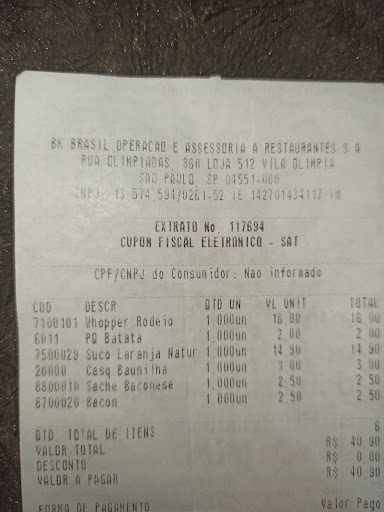 BK BRASIL OPERACAO E ASSESSORIA A RESTAURANTES S A
RUA OLIMPIADAS, 360 LOJA 512 VILA OLIMPIA
SAO PAULO, SP 04551-000
CNPJ: 13.574.594/0261-52 IE 142701434117 IM
EXTRATO No. 117694
CUPOM FISCAL ELETRONICO - SAT
CPF/CNPJ do Consumidor: Nao informado
COD DESCR QTD UN VL UNIT TOTAL
7100101 Whopper Rodeio 1,000un 16,00 16,00
6011 PQ Batata 1,000un 2,00 2,00
7500029 Suco Laranja Natur 1,000un 14,90 14,90
20080 Casq Baunilha 1,000un 3,00 3,00
8800010 Sache Baconese 1,000un 2,50 2,50
8700020 Bacon 1,000un 2,50 2,50
QTD. TOTAL DE ITENS 6
VALOR TOTAL R$ 40,90
DESCONTO R$ 0,00
VALOR A PAGAR R$ 40,90
FORMA DE PAGAMENTO Valor Pago